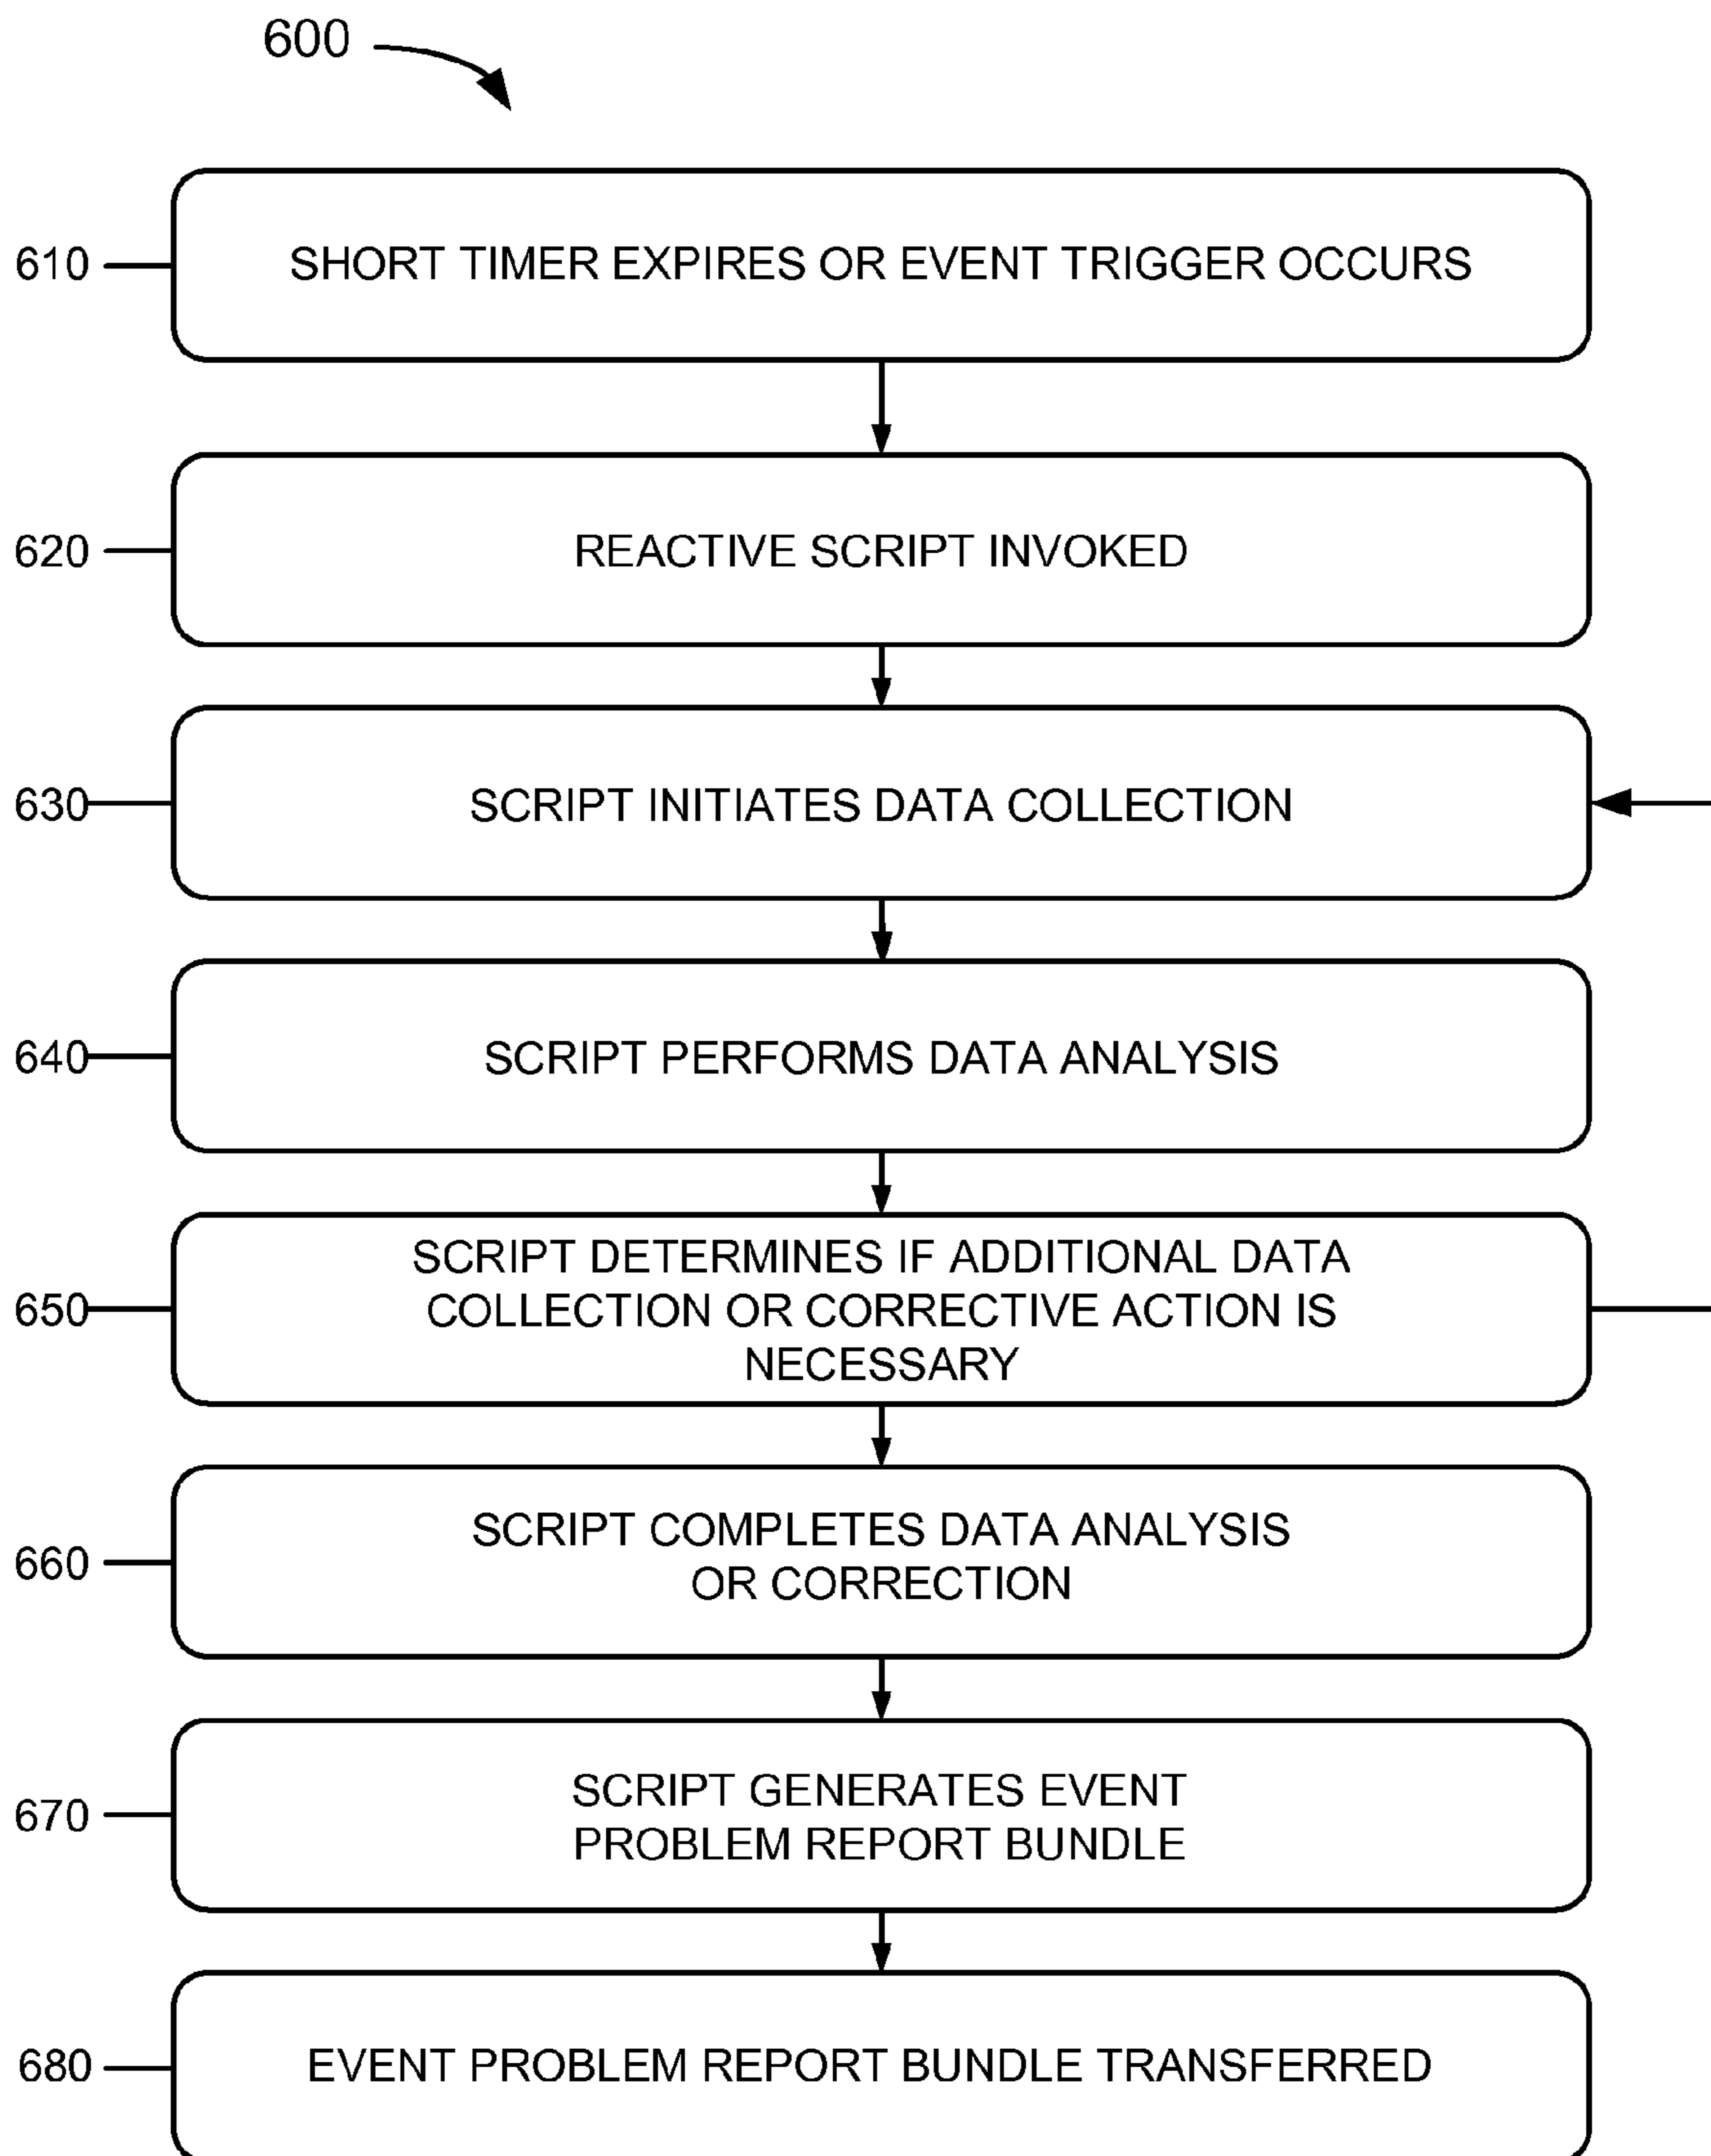 600
610
SHORT TIMER EXPIRES OR EVENT TRIGGER OCCURS
620
REACTIVE SCRIPT INVOKED
630
SCRIPT INITIATES DATA COLLECTION
640
SCRIPT PERFORMS DATA ANALYSIS
650
SCRIPT DETERMINES IF ADDITIONAL DATA
COLLECTION OR CORRECTIVE ACTION IS
NECESSARY
660
SCRIPT COMPLETES DATA ANALYSIS
OR CORRECTION
670
SCRIPT GENERATES EVENT
PROBLEM REPORT BUNDLE
680
EVENT PROBLEM REPORT BUNDLE TRANSFERRED